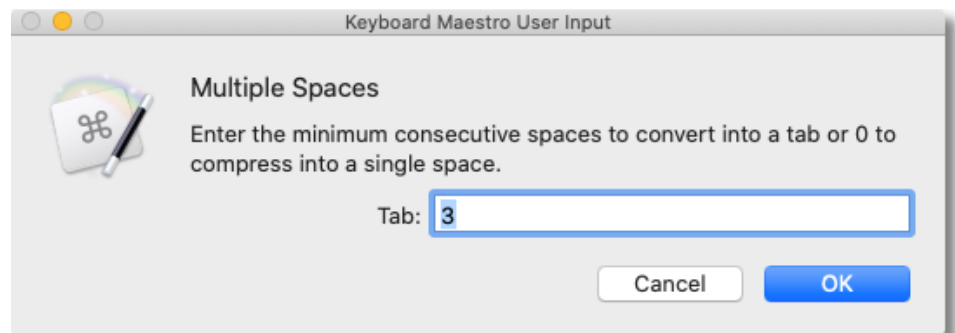 Keyboard Maestro User Input
Multiple Spaces
Enter the minimum consecutive spaces to convert into a tab or 0 to
compress into a single space.
Tab: 3
Cancel OK